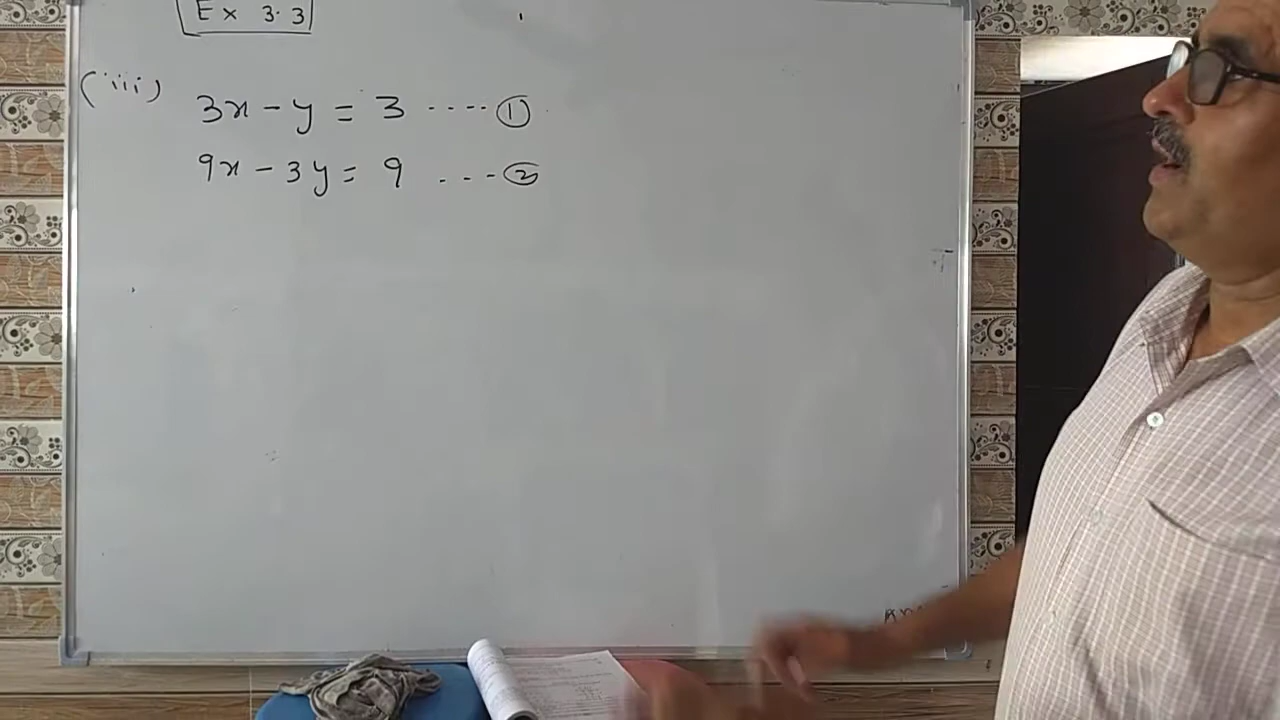 Ex 3.3
(iii)
3x - y = 3 ---- ①
9x - 3y = 9 --- ②